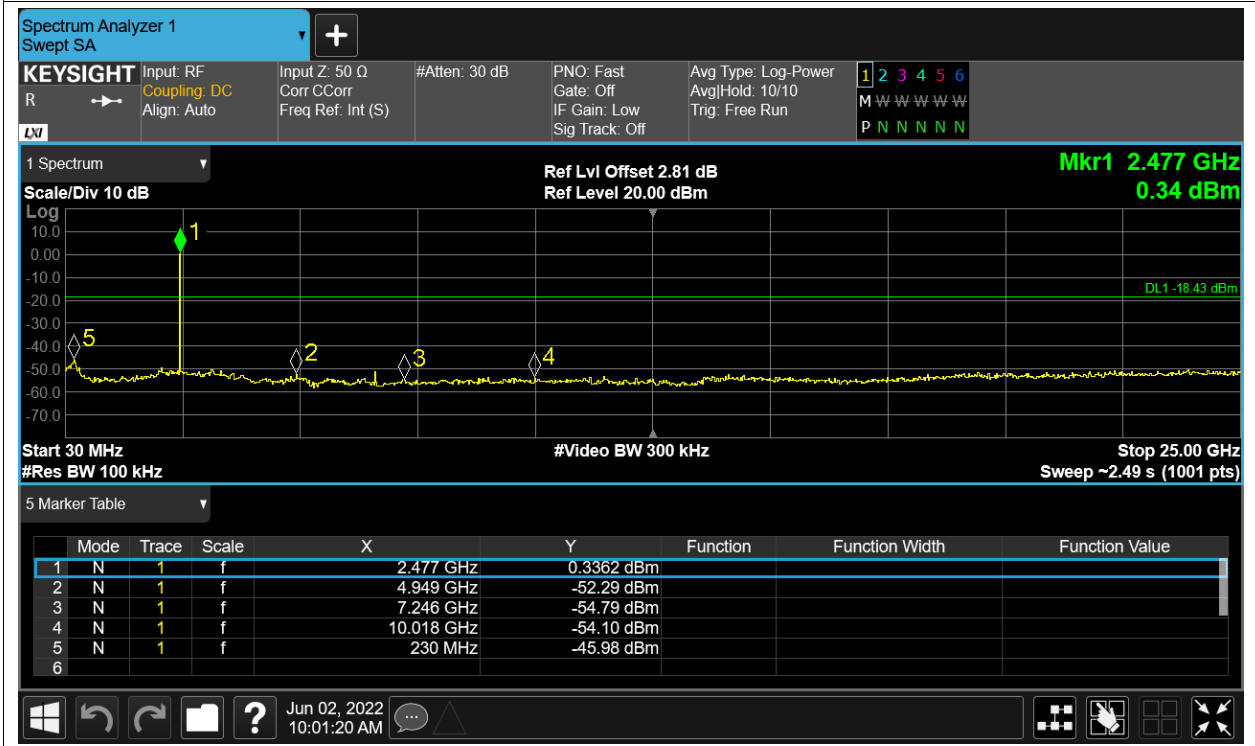 Spectrum Analyzer 1
Swept SA
+
KEYSIGHT Input: RF Input Z: 50 Ω #Atten: 30 dB PNO: Fast Avg Type: Log-Power 1 2 3 4 5 6
R Coupling: DC Corr CCorr Gate: Off Avg|Hold: 10/10 M W W W W W
Align: Auto Freq Ref: Int (S) IF Gain: Low Trig: Free Run
LXI Sig Track: Off P N N N N N
1 Spectrum Ref Lvl Offset 2.81 dB Mkr1 2.477 GHz
Scale/Div 10 dB Ref Level 20.00 dBm 0.34 dBm
Log
10.0 1
0.00
-10.0
DL1 -18.43 dBm
-20.0
-30.0
5
-40.0 2 3 4
-50.0
-60.0
-70.0
Start 30 MHz #Video BW 300 kHz Stop 25.00 GHz
#Res BW 100 kHz Sweep ~2.49 s (1001 pts)
5 Marker Table
Mode Trace Scale X Y Function Function Width Function Value
1 N 1 f 2.477 GHz 0.3362 dBm
2 N 1 f 4.949 GHz -52.29 dBm
3 N 1 f 7.246 GHz -54.79 dBm
4 N 1 f 10.018 GHz -54.10 dBm
5 N 1 f 230 MHz -45.98 dBm
6
? Jun 02, 2022
10:01:20 AM